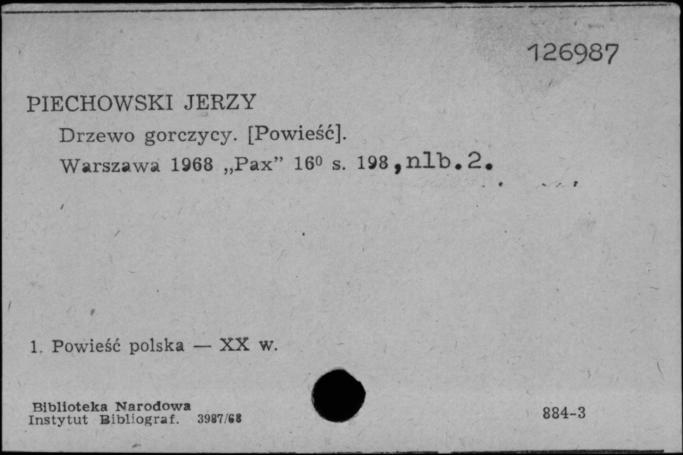 126987
PIECHOWSKI JERZY
Drzewo gorczycy. [Powieść].
Warszawa 1968 „Pax” 16⁰ s. 198, nlb. 2.
1. Powieść polska — XX w.
Biblioteka Narodowa
Instytut Bibliograf. 3987/68
884-3